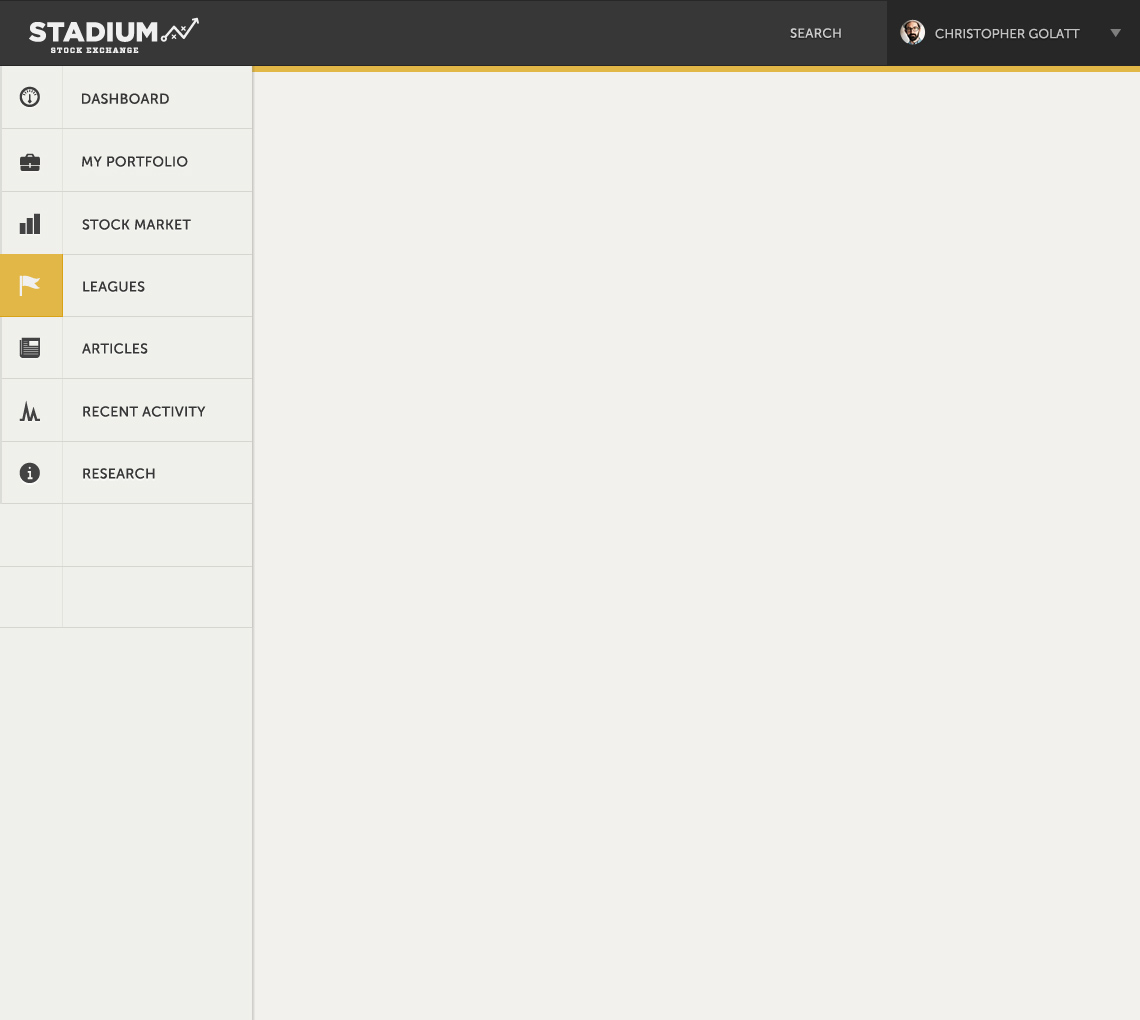 STADIUM
STOCK EXCHANGE
SEARCH
CHRISTOPHER GOLATT
DASHBOARD
MY PORTFOLIO
STOCK MARKET
LEAGUES
ARTICLES
RECENT ACTIVITY
RESEARCH